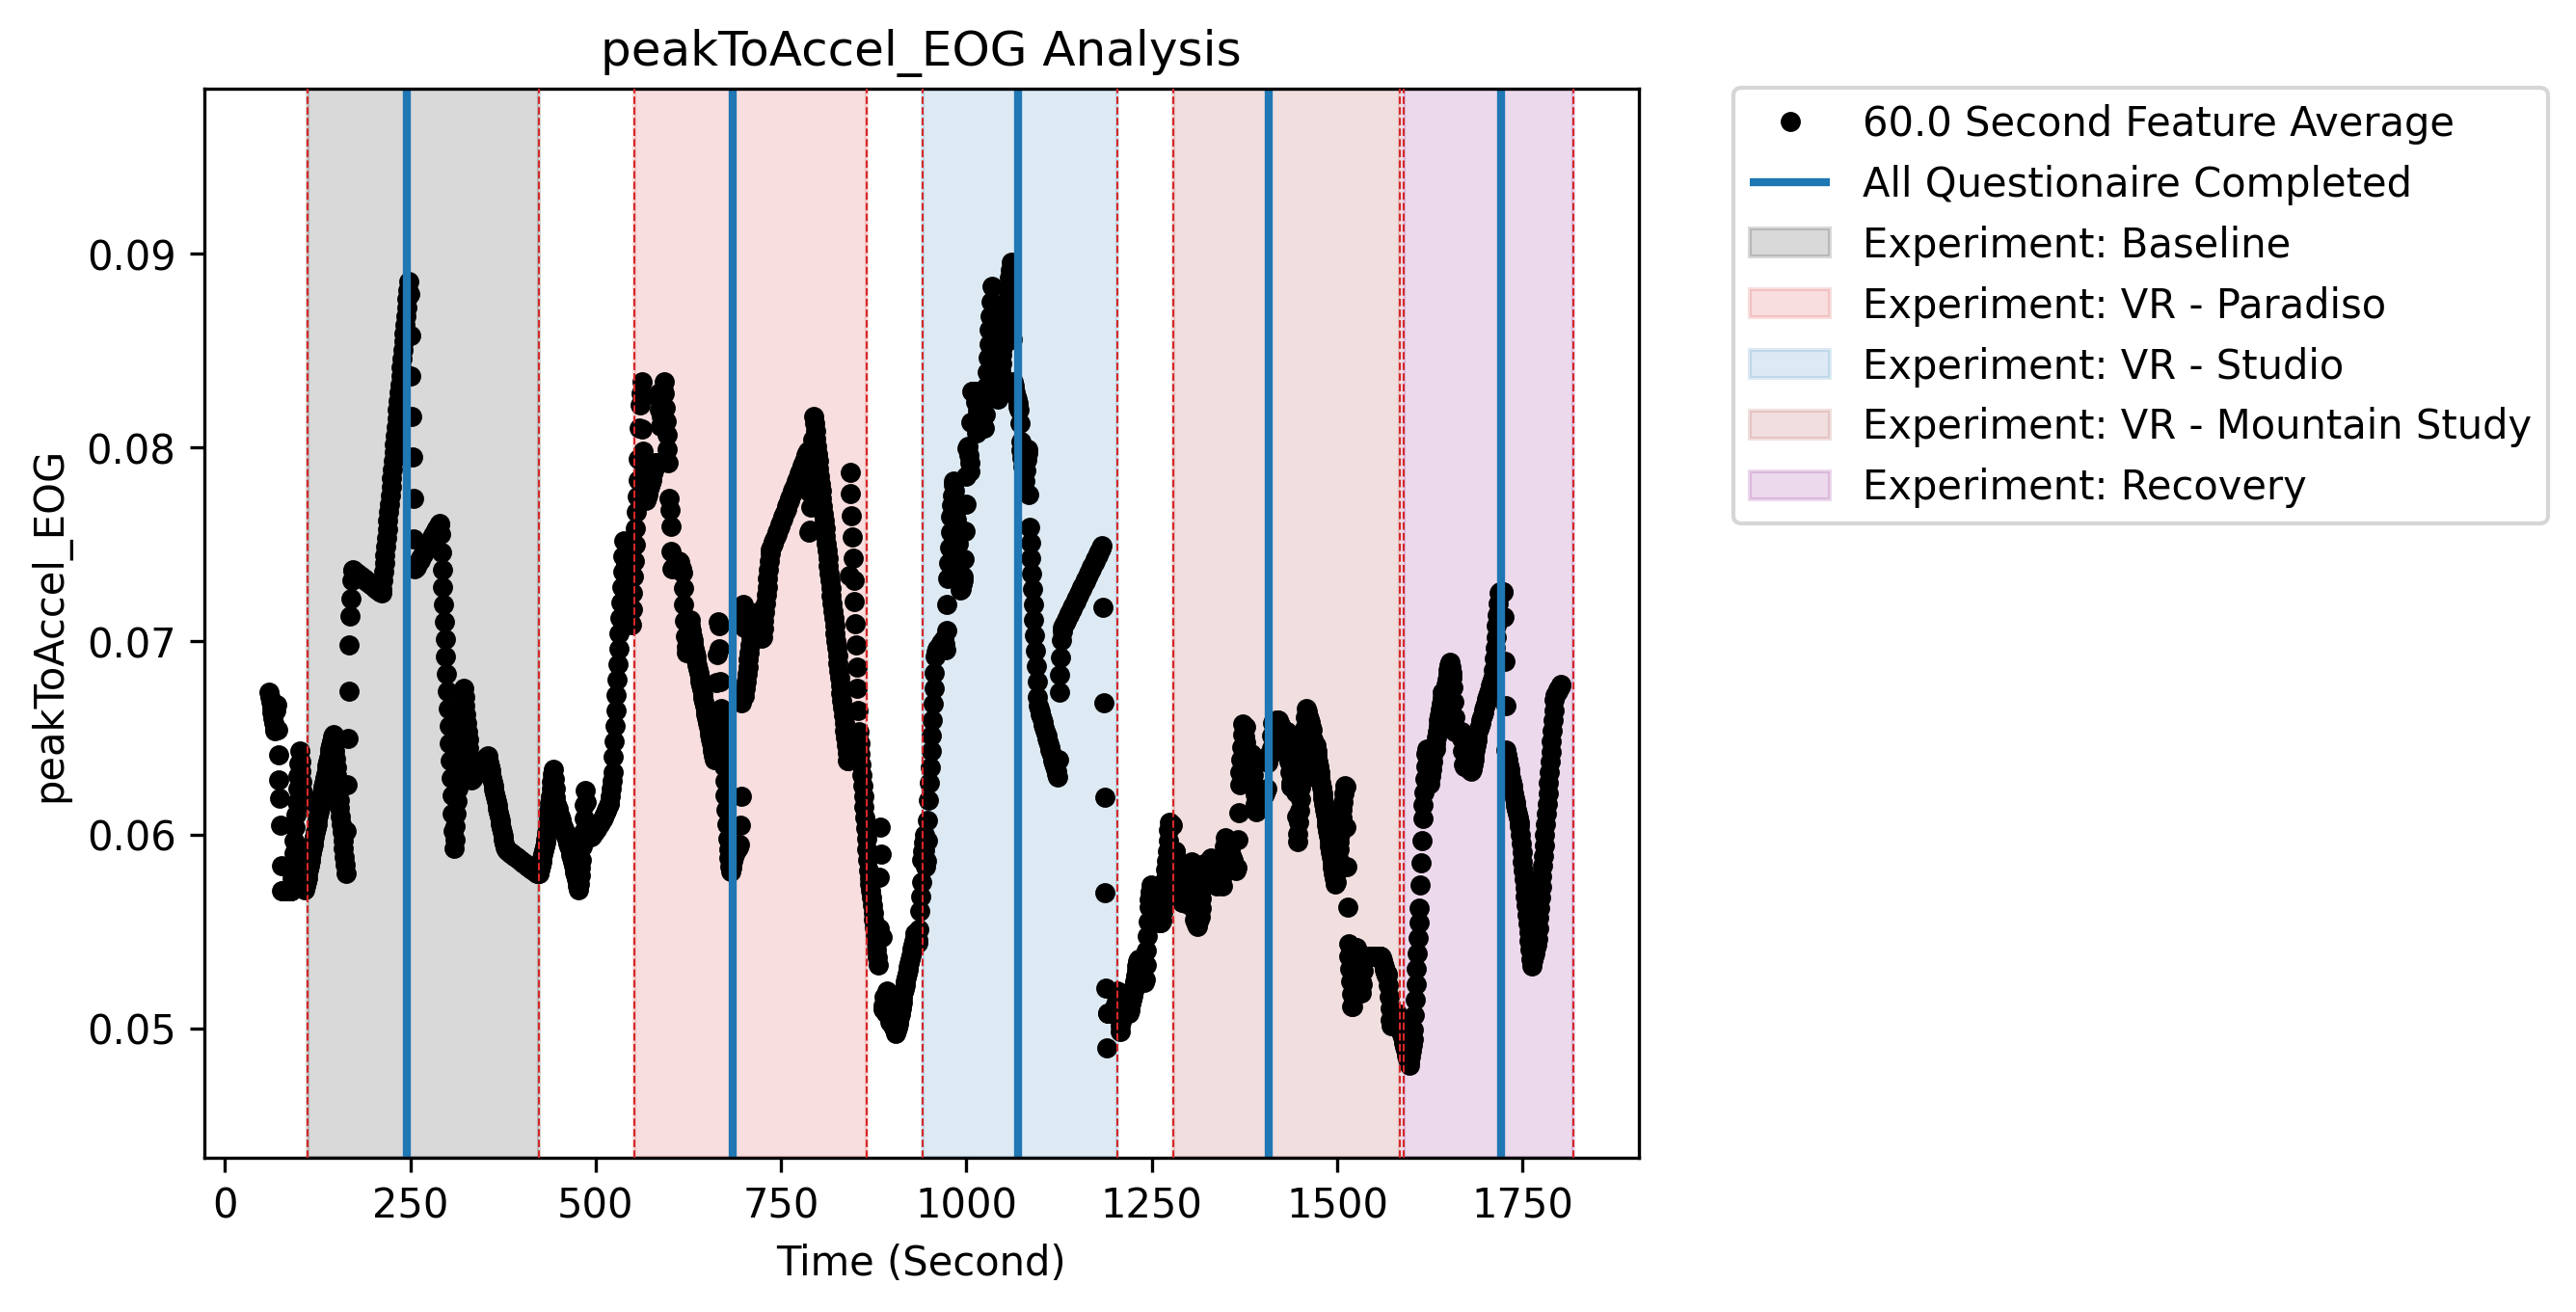 peakToAccel_EOG Analysis
60.0 Second Feature Average
All Questionaire Completed
Experiment: Baseline
Experiment: VR - Paradiso
Experiment: VR - Studio
Experiment: VR - Mountain Study
Experiment: Recovery
peakToAccel_EOG
0.09
0.08
0.07
0.06
0.05
0 250 500 750 1000 1250 1500 1750
Time (Second)